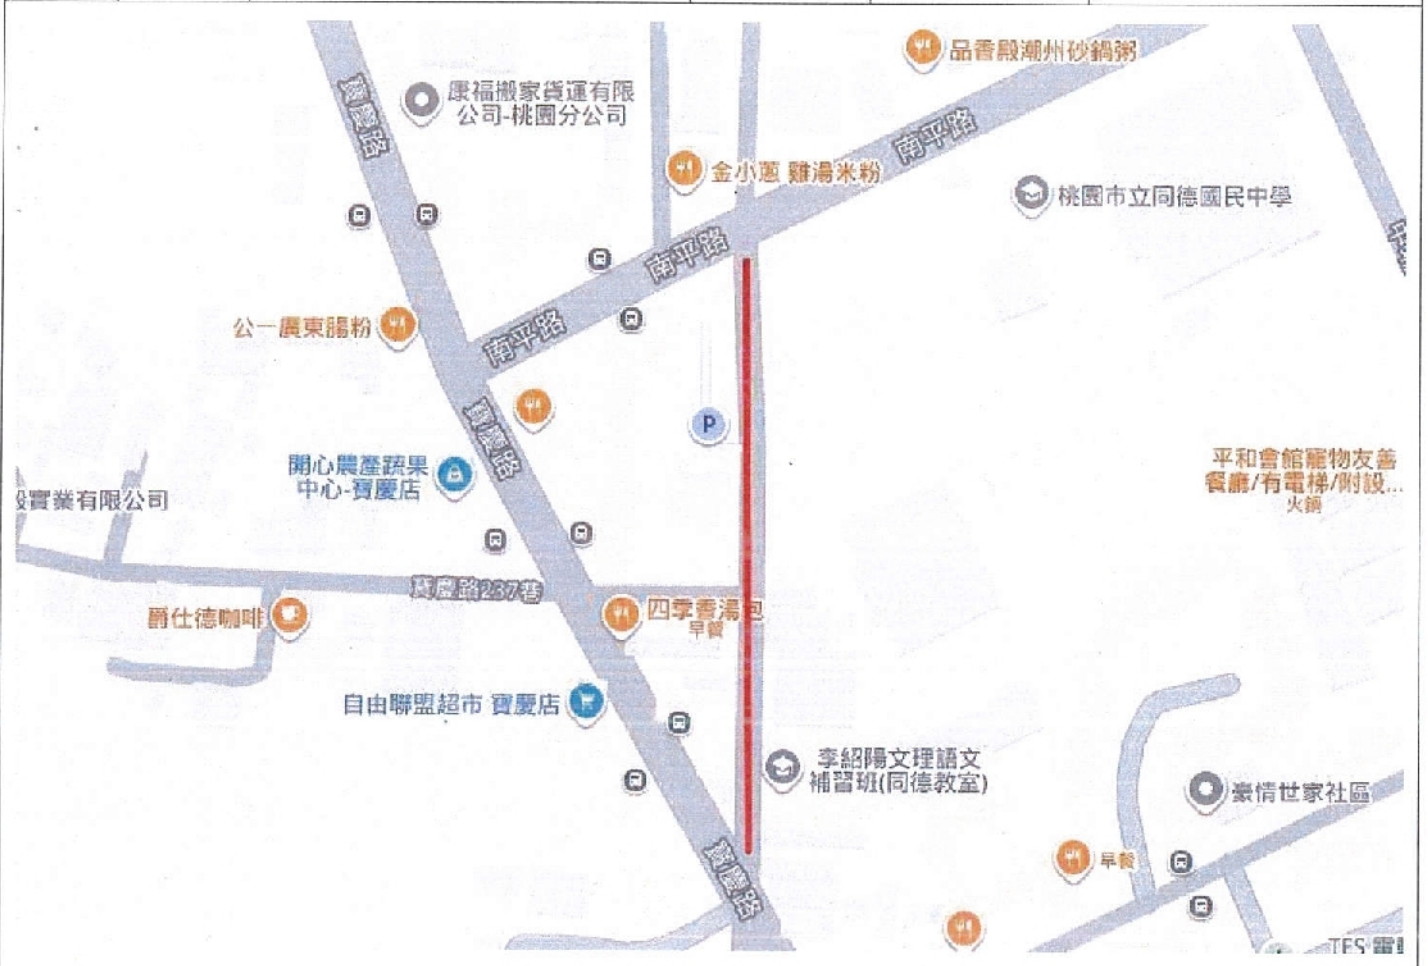 品香殿潮州砂鍋粥
寶慶路
康福搬家貨運有限
公司-桃園分公司
南平路
金小蔥 雞湯米粉
桃園市立同德國民中學
南平路
公一廣東腸粉
南平路
P
寶慶路
開心農產蔬果
中心-寶慶店
平和會館寵物友善
餐廳/有電梯/附設...
火鍋
實業有限公司
寶慶路237巷
爵仕德咖啡
四季香湯包
早餐
自由聯盟超市 寶慶店
李紹陽文理語文
補習班(同德教室)
豪情世家社區
寶慶路
早餐
TES